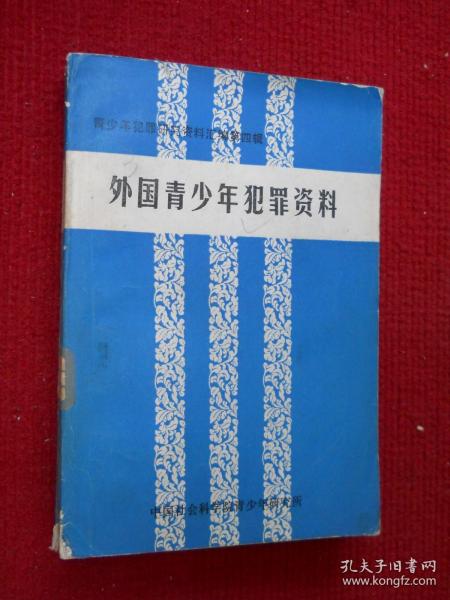 青少年犯罪研究资料汇编第四辑
外国青少年犯罪资料
中国社会科学院青少年研究所
孔夫子旧书网
www.kongfz.com